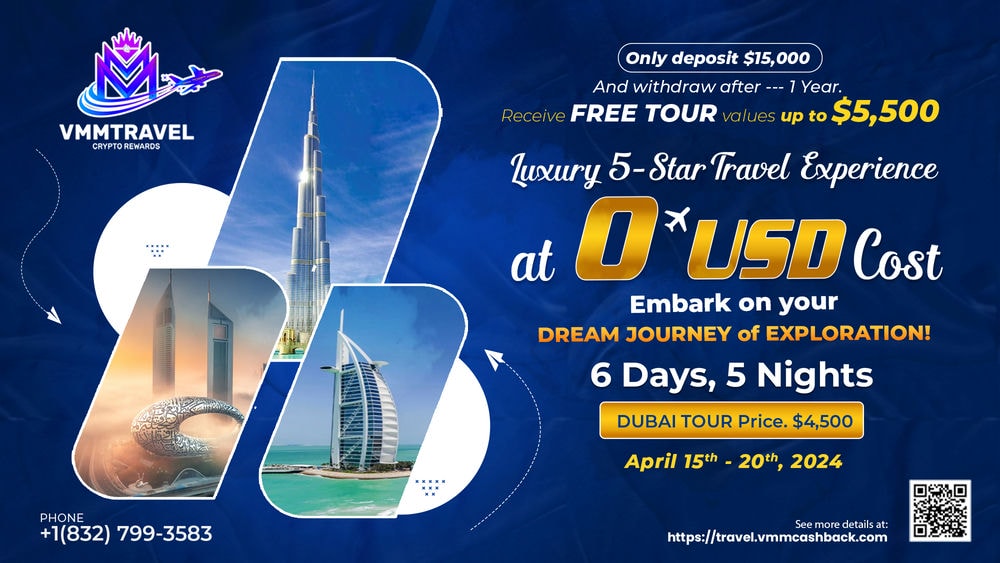 VMMTRAVEL
CRYPTO REWARDS
Only deposit $15,000
And withdraw after --- 1 Year.
Receive FREE TOUR values up to $5,500
Luxury 5-Star Travel Experience
at 0 USD Cost
Embark on your
DREAM JOURNEY of EXPLORATION!
6 Days, 5 Nights
DUBAI TOUR Price. $4,500
April 15th - 20th, 2024
PHONE
+1(832) 799-3583
See more details at:
https://travel.vmmcashback.com